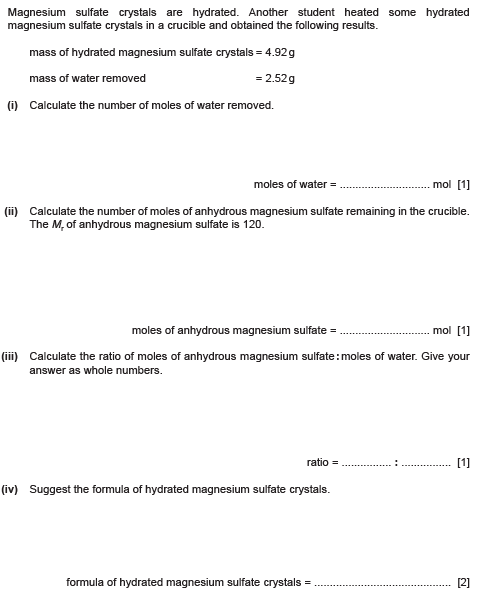 Magnesium sulfate crystals are hydrated. Another student heated some hydrated
magnesium sulfate crystals in a crucible and obtained the following results.
mass of hydrated magnesium sulfate crystals = 4.92 g
mass of water removed = 2.52 g
(i) Calculate the number of moles of water removed.
moles of water = ............................. mol [1]
(ii) Calculate the number of moles of anhydrous magnesium sulfate remaining in the crucible.
The Mr of anhydrous magnesium sulfate is 120.
moles of anhydrous magnesium sulfate = ............................. mol [1]
(iii) Calculate the ratio of moles of anhydrous magnesium sulfate : moles of water. Give your
answer as whole numbers.
ratio = ................ : ................ [1]
(iv) Suggest the formula of hydrated magnesium sulfate crystals.
formula of hydrated magnesium sulfate crystals = ............................................ [2]